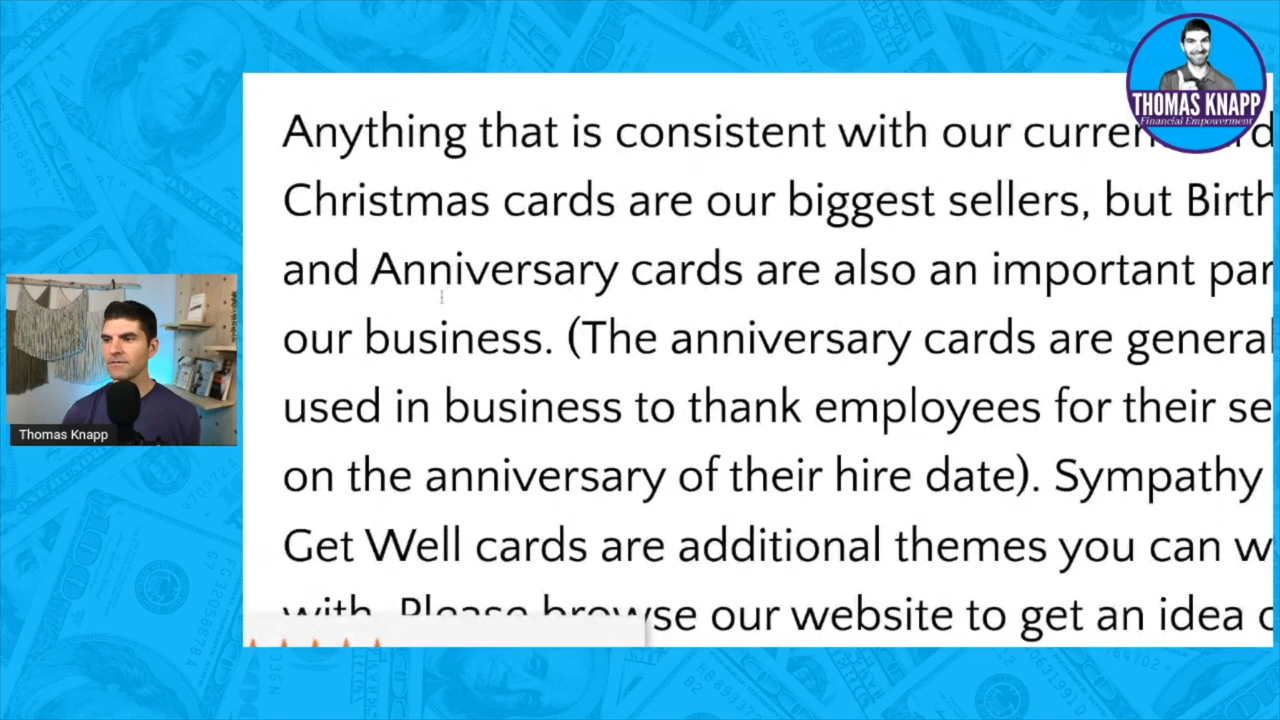 THOMAS KNAPP
Financial Empowerment
Anything that is consistent with our curren
Christmas cards are our biggest sellers, but Birth
and Anniversary cards are also an important par
our business. (The anniversary cards are general
used in business to thank employees for their se
on the anniversary of their hire date). Sympathy
Get Well cards are additional themes you can w
with. Please browse our website to get an idea o
Thomas Knapp